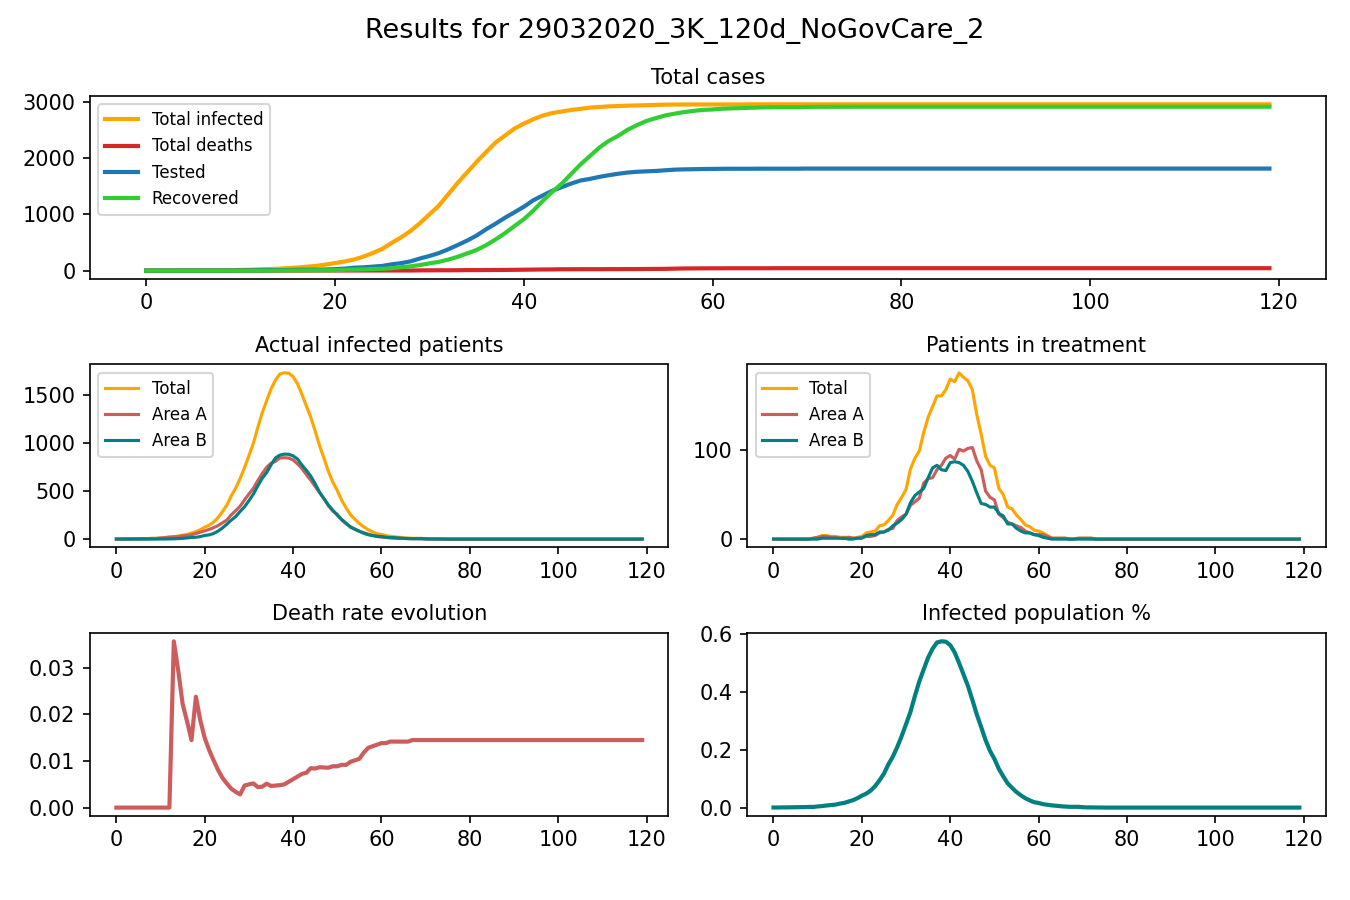 Results for 29032020_3K_120d_NoGovCare_2
Total cases
3000
2000
1000
0
Total infected
Total deaths
Tested
Recovered
0 20 40 60 80 100 120
Actual infected patients
1500
1000
500
0
Total
Area A
Area B
0 20 40 60 80 100 120
Patients in treatment
100
0
Total
Area A
Area B
0 20 40 60 80 100 120
Death rate evolution
0.03
0.02
0.01
0.00
0 20 40 60 80 100 120
Infected population %
0.6
0.4
0.2
0.0
0 20 40 60 80 100 120